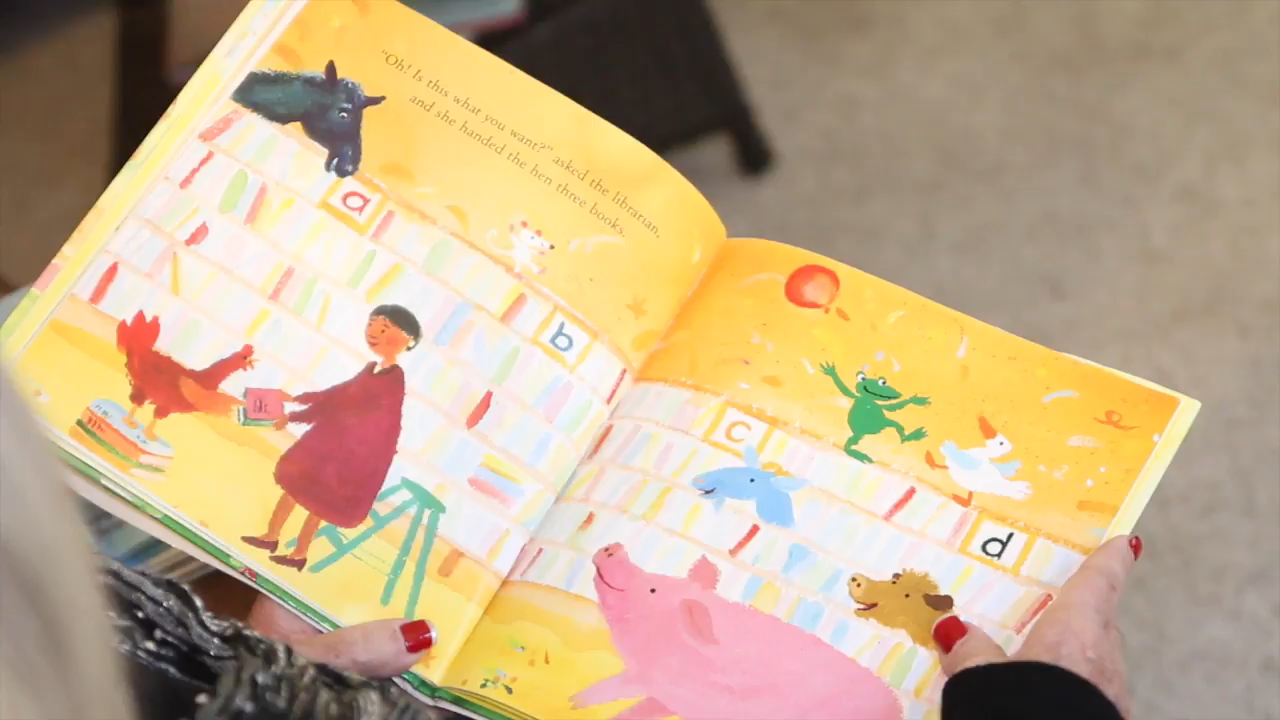 "Oh! Is this what you want?" asked the librarian,
and she handed the hen three books.
a
b
c
d